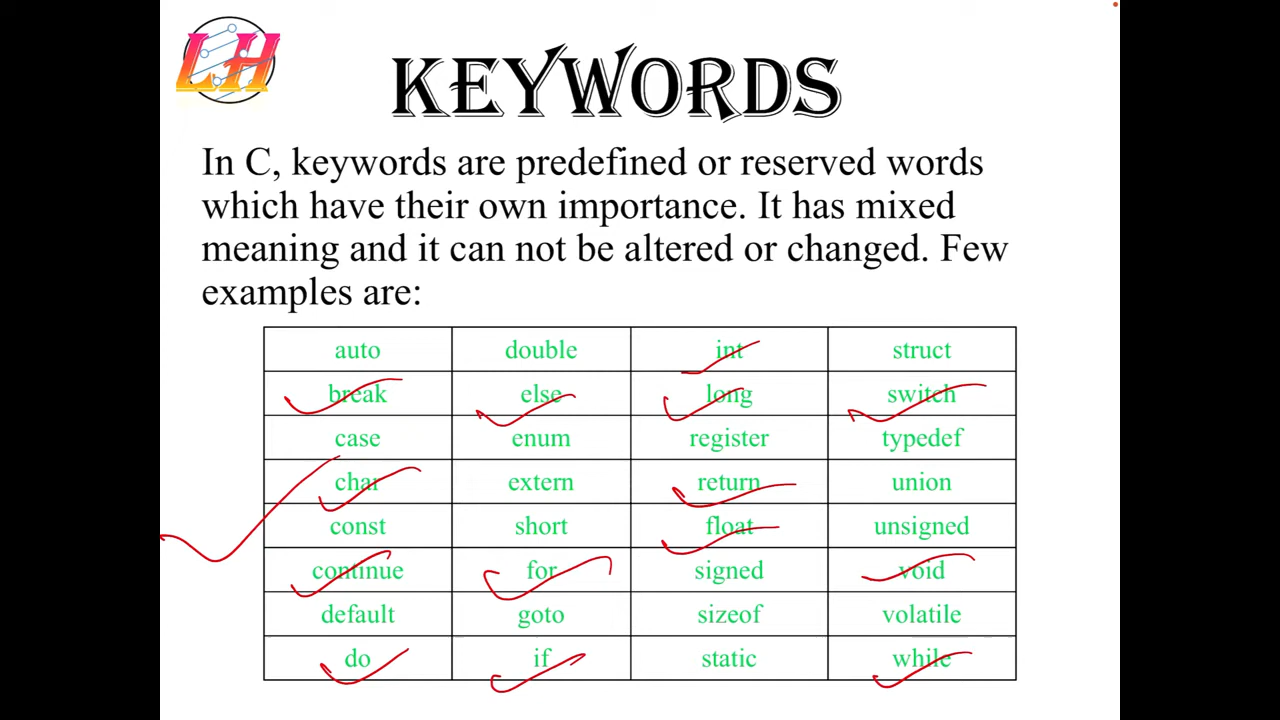 LH
KEYWORDS
In C, keywords are predefined or reserved words
which have their own importance. It has mixed
meaning and it can not be altered or changed. Few
examples are:
auto double int struct
break else long switch
case enum register typedef
char extern return union
const short float unsigned
continue for signed void
default goto sizeof volatile
do if static while